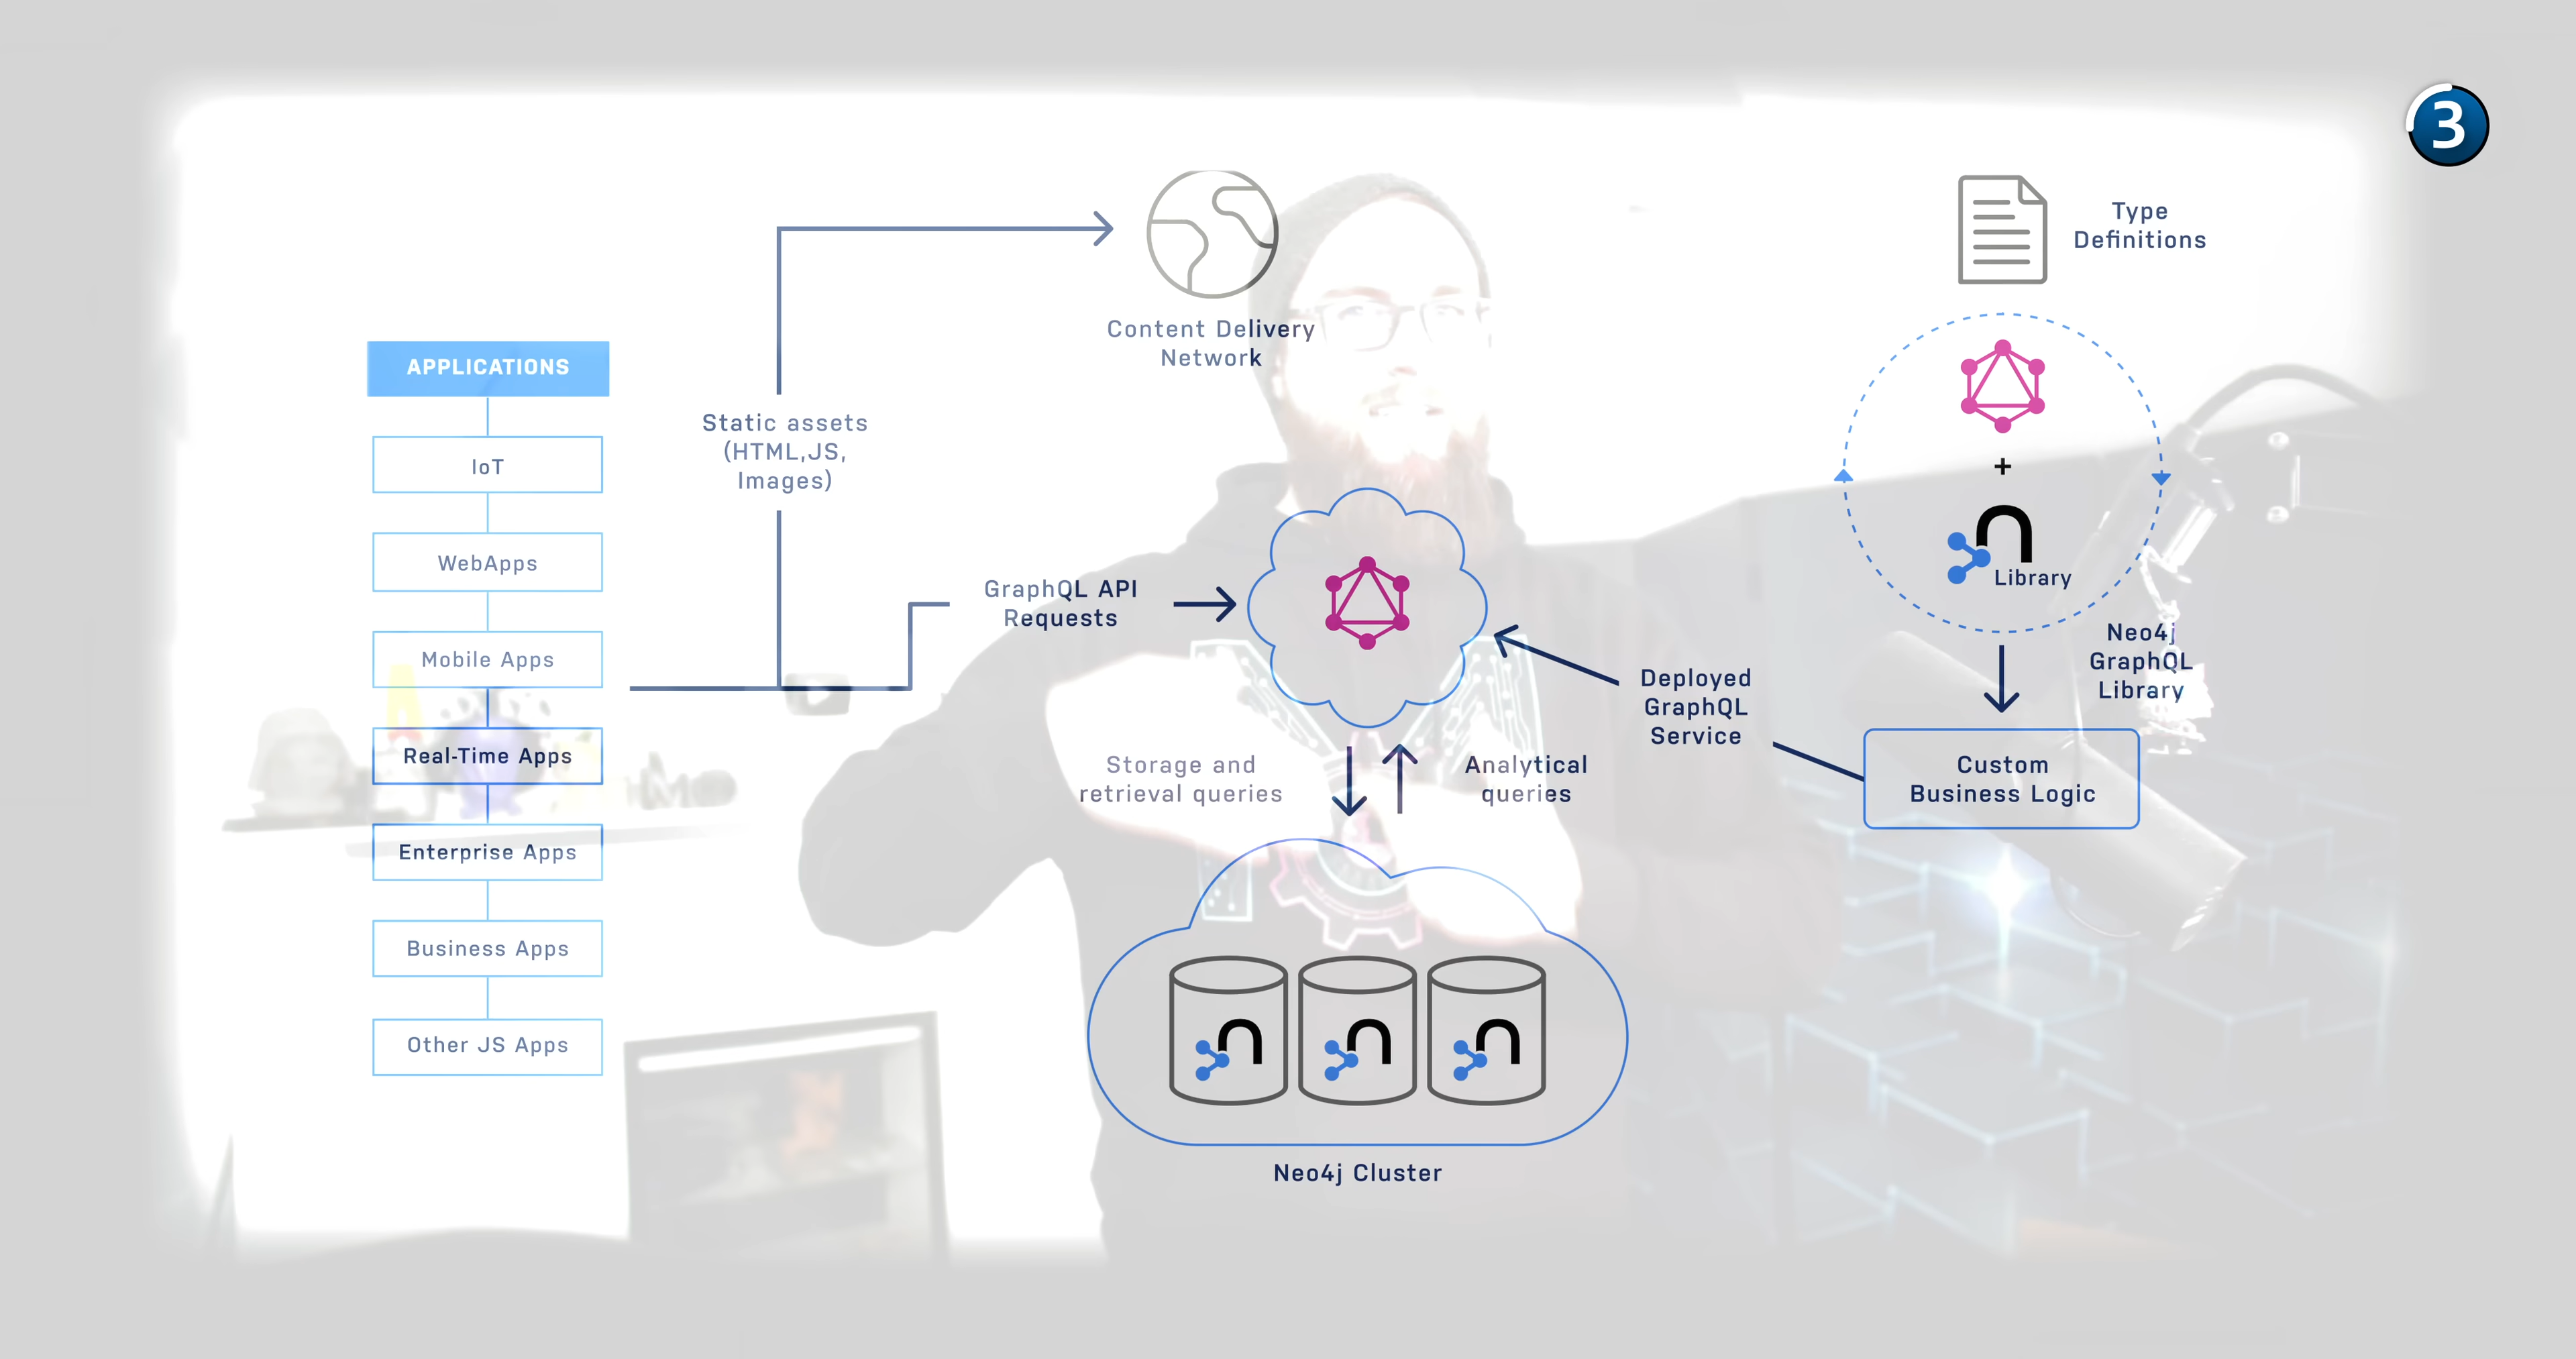 3
Type
Definitions
Content Delivery
Network
APPLICATIONS
Static assets
(HTML,JS,
Images)
IoT
WebApps
Mobile Apps
Real-Time Apps
Enterprise Apps
Business Apps
Other JS Apps
GraphQL API
Requests
+
Library
Neo4j
GraphQL
Library
Deployed
GraphQL
Service
Custom
Business Logic
Storage and
retrieval queries
Analytical
queries
Neo4j Cluster